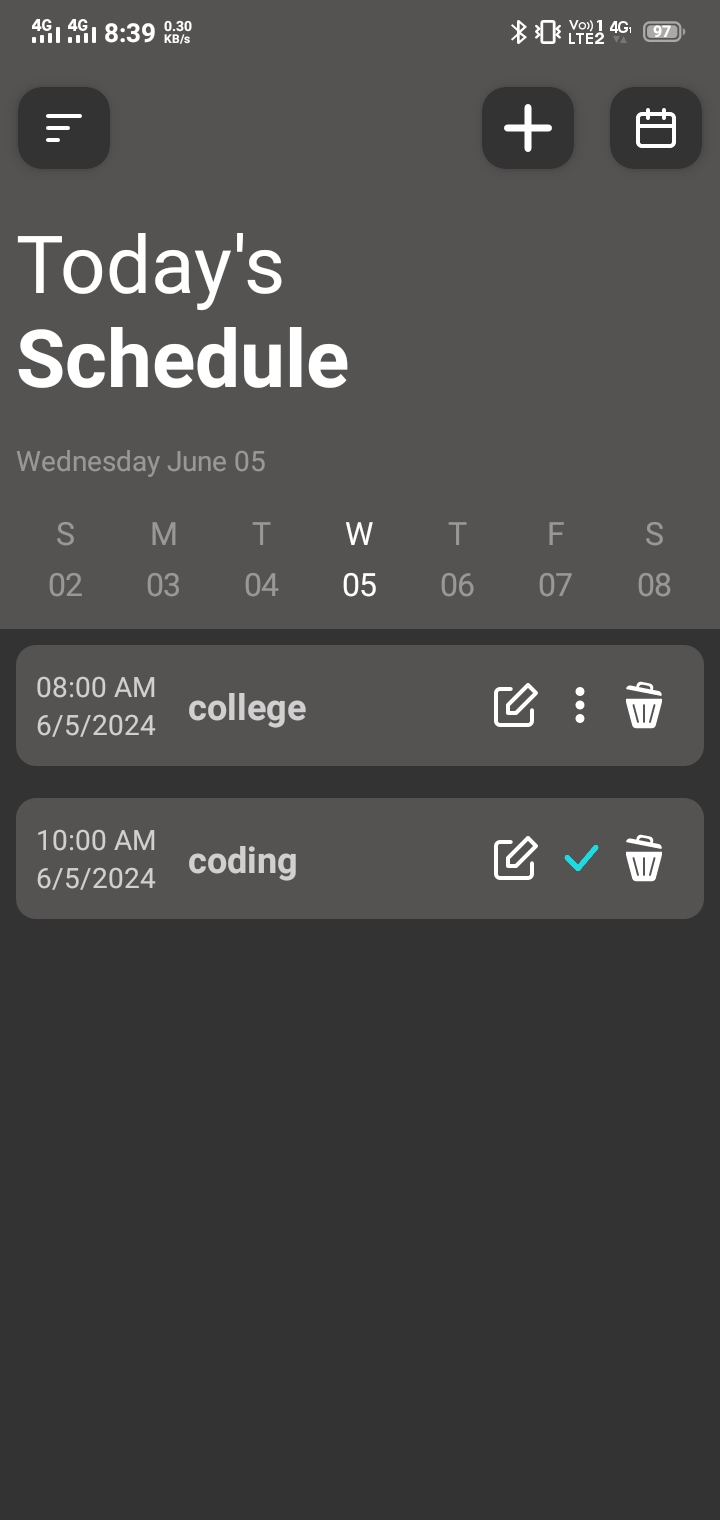 4G 4G 8:39 0.30 KB/s Vo)) 1 LTE2 4G 97
Today's
Schedule
Wednesday June 05
S M T W T F S
02 03 04 05 06 07 08
08:00 AM
6/5/2024
college
10:00 AM
6/5/2024
coding